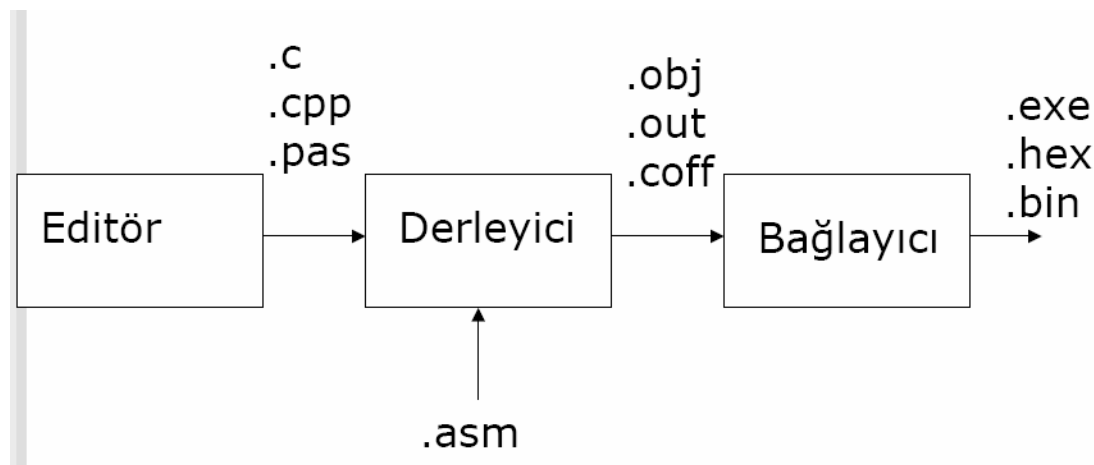 .c
.cpp
.pas
.obj
.out
.coff
.exe
.hex
.bin
Editör
Derleyici
Bağlayıcı
.asm